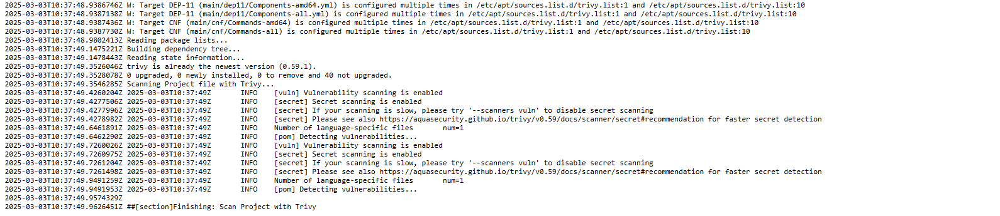 2025-03-03T10:37:48.9386746Z W: Target DEP-11 (main/dep11/Components-amd64.yml) is configured multiple times in /etc/apt/sources.list.d/trivy.list:1 and /etc/apt/sources.list.d/trivy.list:10
2025-03-03T10:37:48.9387138Z W: Target DEP-11 (main/dep11/Components-all.yml) is configured multiple times in /etc/apt/sources.list.d/trivy.list:1 and /etc/apt/sources.list.d/trivy.list:10
2025-03-03T10:37:48.9387436Z W: Target CNF (main/cnf/Commands-amd64) is configured multiple times in /etc/apt/sources.list.d/trivy.list:1 and /etc/apt/sources.list.d/trivy.list:10
2025-03-03T10:37:48.9387730Z W: Target CNF (main/cnf/Commands-all) is configured multiple times in /etc/apt/sources.list.d/trivy.list:1 and /etc/apt/sources.list.d/trivy.list:10
2025-03-03T10:37:48.9802413Z Reading package lists...
2025-03-03T10:37:49.1475221Z Building dependency tree...
2025-03-03T10:37:49.1478443Z Reading state information...
2025-03-03T10:37:49.3526046Z trivy is already the newest version (0.59.1).
2025-03-03T10:37:49.3528078Z 0 upgraded, 0 newly installed, 0 to remove and 40 not upgraded.
2025-03-03T10:37:49.3546285Z Scanning Project file with Trivy...
2025-03-03T10:37:49.4260204Z 2025-03-03T10:37:49Z INFO [vuln] Vulnerability scanning is enabled
2025-03-03T10:37:49.4277506Z 2025-03-03T10:37:49Z INFO [secret] Secret scanning is enabled
2025-03-03T10:37:49.4277996Z 2025-03-03T10:37:49Z INFO [secret] If your scanning is slow, please try '--scanners vuln' to disable secret scanning
2025-03-03T10:37:49.4278982Z 2025-03-03T10:37:49Z INFO [secret] Please see also https://aquasecurity.github.io/trivy/v0.59/docs/scanner/secret#recommendation for faster secret detection
2025-03-03T10:37:49.6461891Z 2025-03-03T10:37:49Z INFO Number of language-specific files num=1
2025-03-03T10:37:49.6462290Z 2025-03-03T10:37:49Z INFO [pom] Detecting vulnerabilities...
2025-03-03T10:37:49.7260026Z 2025-03-03T10:37:49Z INFO [vuln] Vulnerability scanning is enabled
2025-03-03T10:37:49.7260975Z 2025-03-03T10:37:49Z INFO [secret] Secret scanning is enabled
2025-03-03T10:37:49.7261204Z 2025-03-03T10:37:49Z INFO [secret] If your scanning is slow, please try '--scanners vuln' to disable secret scanning
2025-03-03T10:37:49.7261498Z 2025-03-03T10:37:49Z INFO [secret] Please see also https://aquasecurity.github.io/trivy/v0.59/docs/scanner/secret#recommendation for faster secret detection
2025-03-03T10:37:49.9491259Z 2025-03-03T10:37:49Z INFO Number of language-specific files num=1
2025-03-03T10:37:49.9491953Z 2025-03-03T10:37:49Z INFO [pom] Detecting vulnerabilities...
2025-03-03T10:37:49.9574329Z
2025-03-03T10:37:49.9626451Z ##[section]Finishing: Scan Project with Trivy